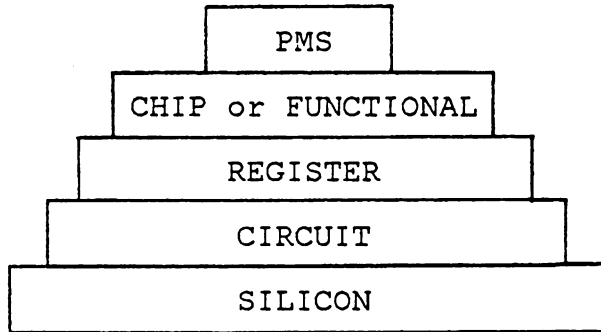 PMS
CHIP or FUNCTIONAL
REGISTER
CIRCUIT
SILICON